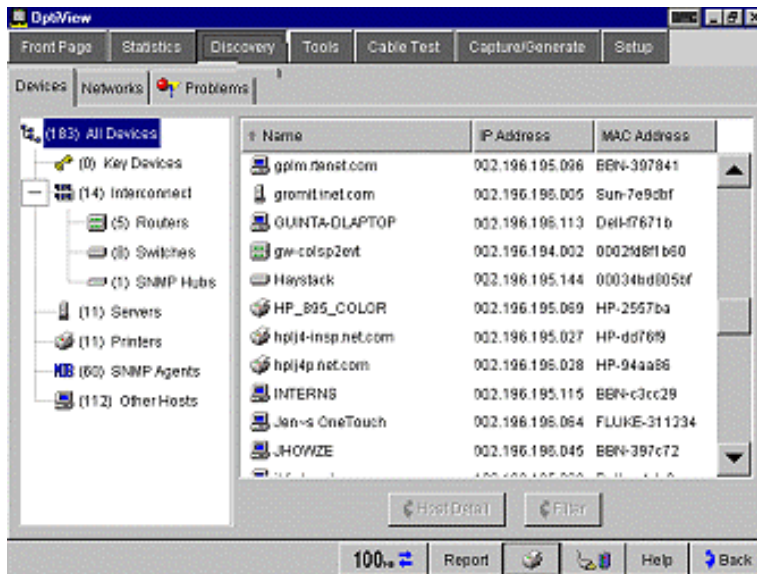 OptiView
Front Page Statistics Discovery Tools Cable Test Capture/Generate Setup
Devices Networks Problems
(183) All Devices
(0) Key Devices
(14) Interconnect
(5) Routers
(8) Switches
(1) SNMP Hubs
(11) Servers
(11) Printers
MIB (60) SNMP Agents
(112) Other Hosts
Name IP Address MAC Address
002.196.195.096 BBN-397841
gromit.inet.com 002.196.196.005 Sun-7e9dbf
GUINTA-DLAPTOP 002.196.196.113 Dell-f7671b
gw-colsp2evt 002.196.194.002 0002fd8f1b60
Haystack 002.196.195.144 00034bd805bf
HP_895_COLOR 002.196.195.069 HP-2557ba
hplj4-insp.net.com 002.196.195.027 HP-dd76f9
hplj4p.net.com 002.196.196.028 HP-94aa86
INTERNS 002.196.195.115 BBN-c3cc29
Jen~s OneTouch 002.196.196.064 FLUKE-311234
JHOWZE 002.196.196.045 BBN-397c72
Host Detail Filter
100 Report Help Back